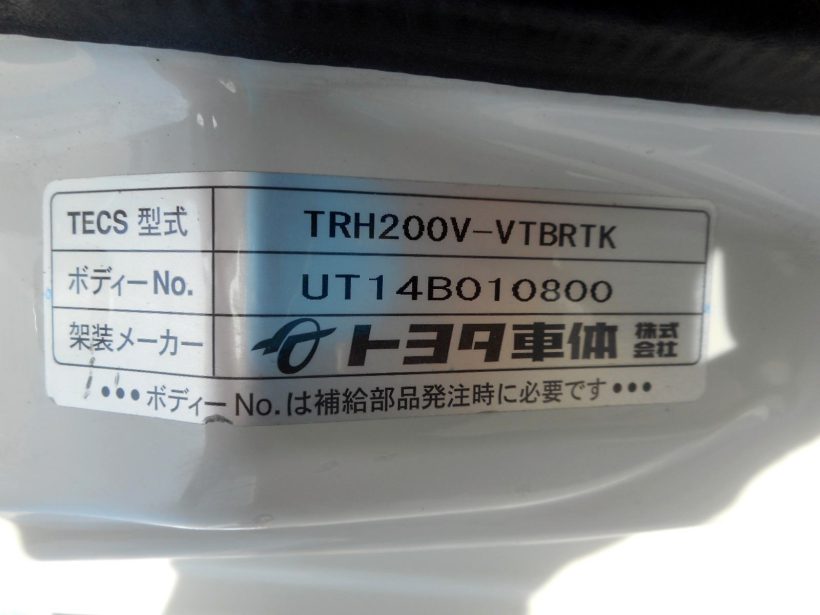 TECS 型式 TRH200V-VTBRTK
ボディーNo. UT14B010800
架装メーカー トヨタ車体 株式会社
•••ボディーNo.は補給部品発注時に必要です•••